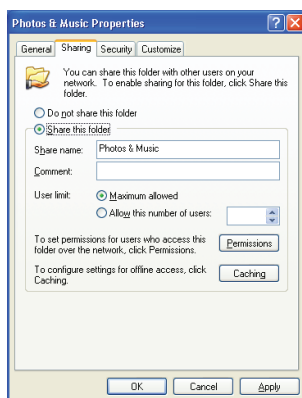 Photos & Music Properties
General Sharing Security Customize
You can share this folder with other users on your
network. To enable sharing for this folder, click Share this
folder.
Do not share this folder
Share this folder
Share name: Photos & Music
Comment:
User limit: Maximum allowed
Allow this number of users:
To set permissions for users who access this
folder over the network, click Permissions.
Permissions
To configure settings for offline access, click
Caching.
Caching
OK Cancel Apply